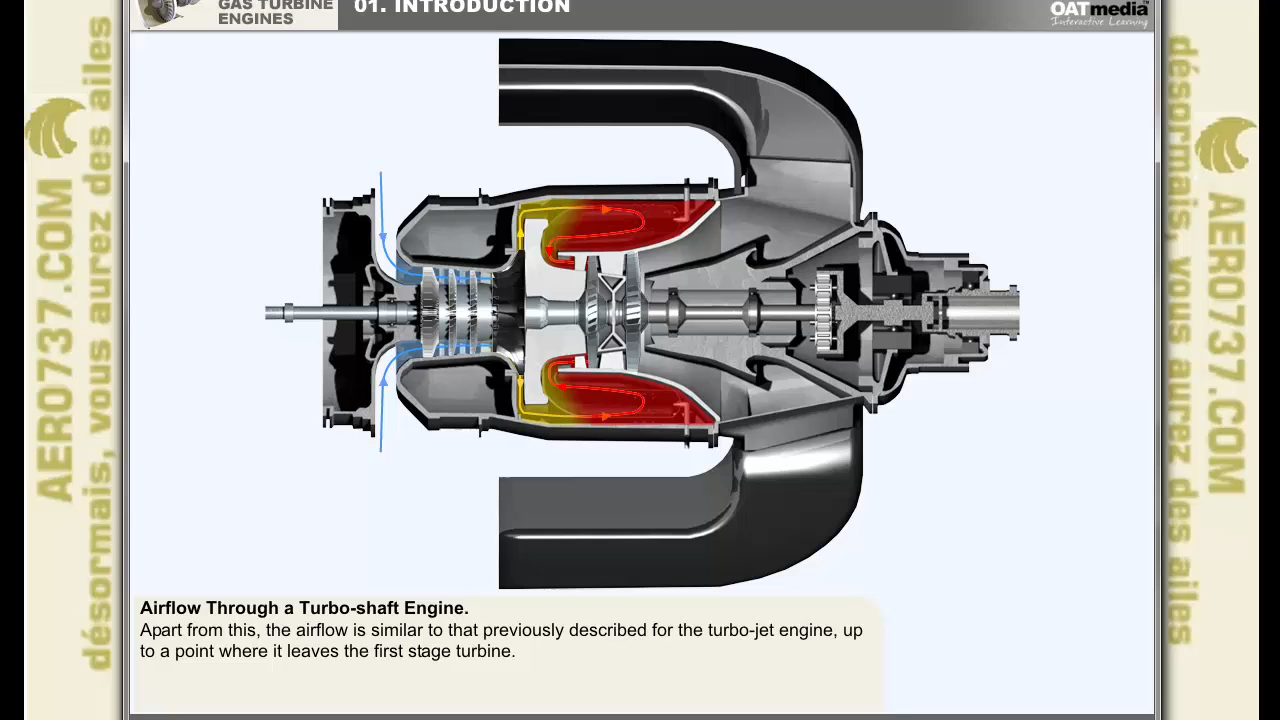 GAS TURBINE
ENGINES
01. INTRODUCTION
OATmedia
Interactive Learning
AERO737.COM
désormais, vous aurez des ailes
AERO737.COM
désormais, vous aurez des ailes
Airflow Through a Turbo-shaft Engine.
Apart from this, the airflow is similar to that previously described for the turbo-jet engine, up
to a point where it leaves the first stage turbine.